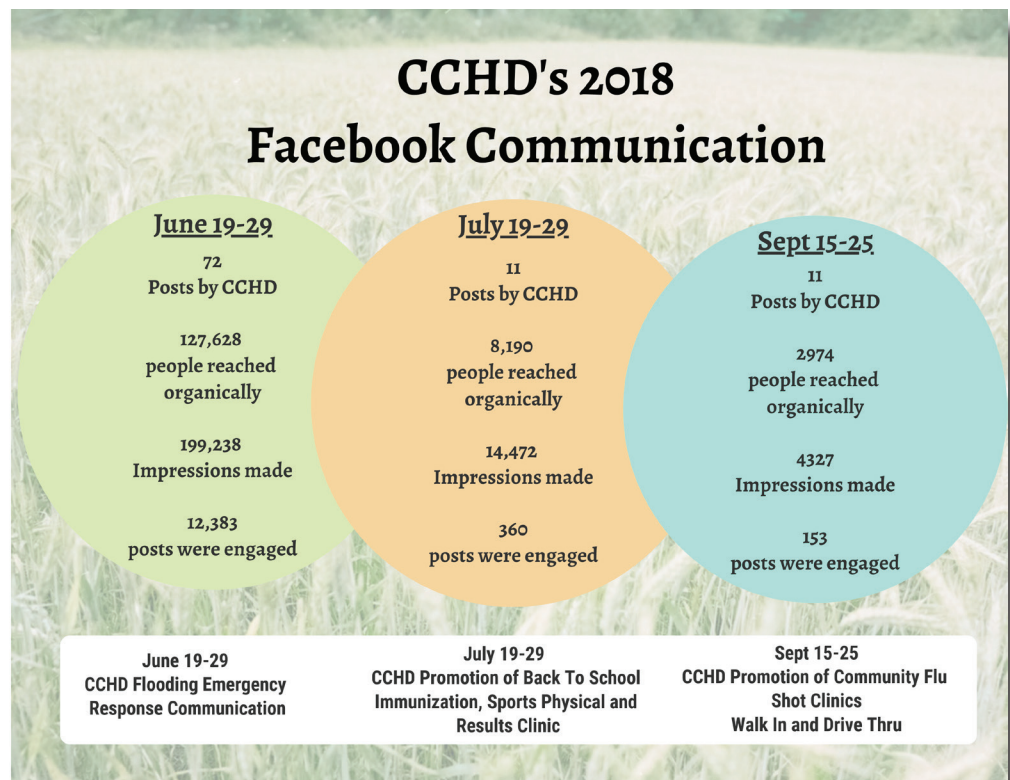 CCHD's 2018
Facebook Communication
June 19-29
72
Posts by CCHD
127,628
people reached
organically
199,238
Impressions made
12,383
posts were engaged
July 19-29
11
Posts by CCHD
8,190
people reached
organically
14,472
Impressions made
360
posts were engaged
Sept 15-25
11
Posts by CCHD
2974
people reached
organically
4327
Impressions made
153
posts were engaged
June 19-29
CCHD Flooding Emergency
Response Communication
July 19-29
CCHD Promotion of Back To School
Immunization, Sports Physical and
Results Clinic
Sept 15-25
CCHD Promotion of Community Flu
Shot Clinics
Walk In and Drive Thru